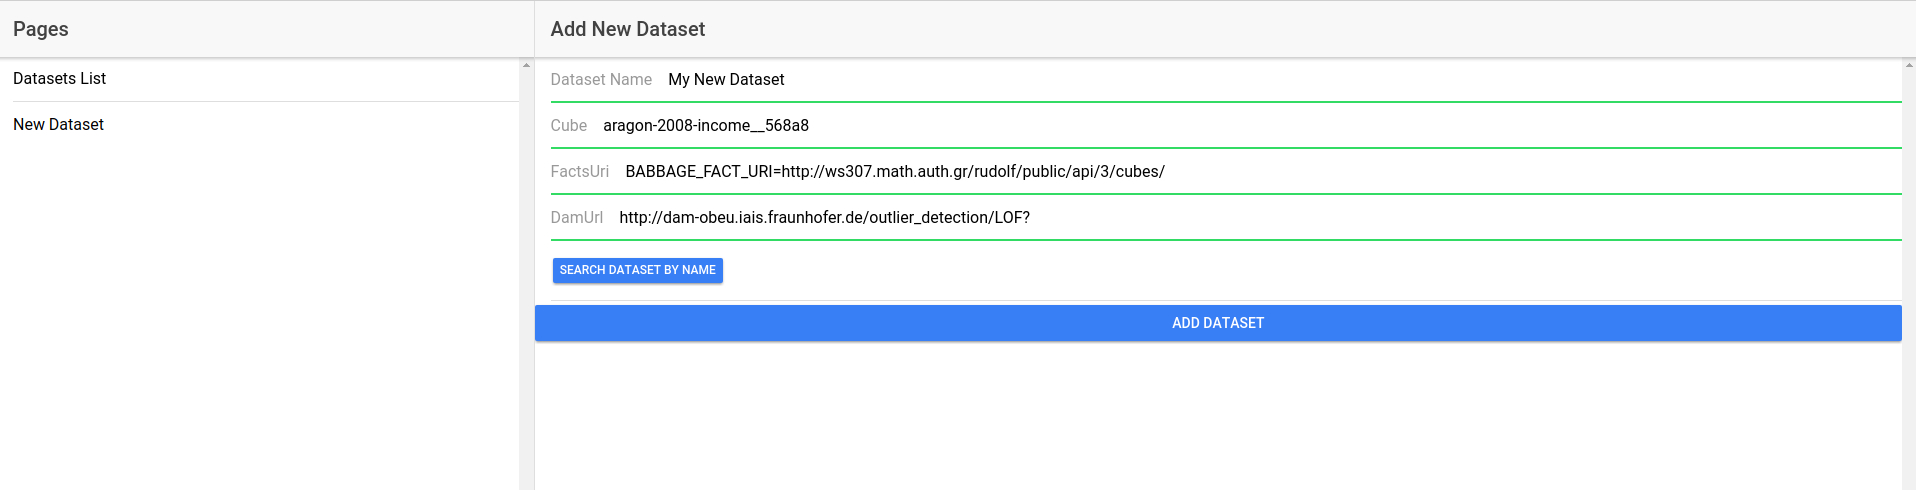 Pages
Datasets List
New Dataset
Add New Dataset
Dataset Name My New Dataset
Cube aragon-2008-income__568a8
FactsUri BABBAGE_FACT_URI=http://ws307.math.auth.gr/rudolf/public/api/3/cubes/
DamUrl http://dam-obeu.iais.fraunhofer.de/outlier_detection/LOF?
SEARCH DATASET BY NAME
ADD DATASET